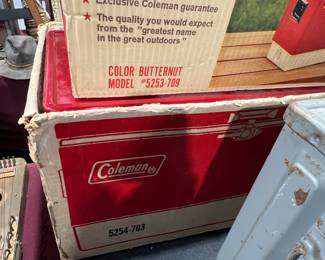 ★ Exclusive Coleman guarantee
★ The quality you would expect
from the "greatest name
in the great outdoors"
COLOR BUTTERNUT
MODEL #5253-709
Coleman
5254-703